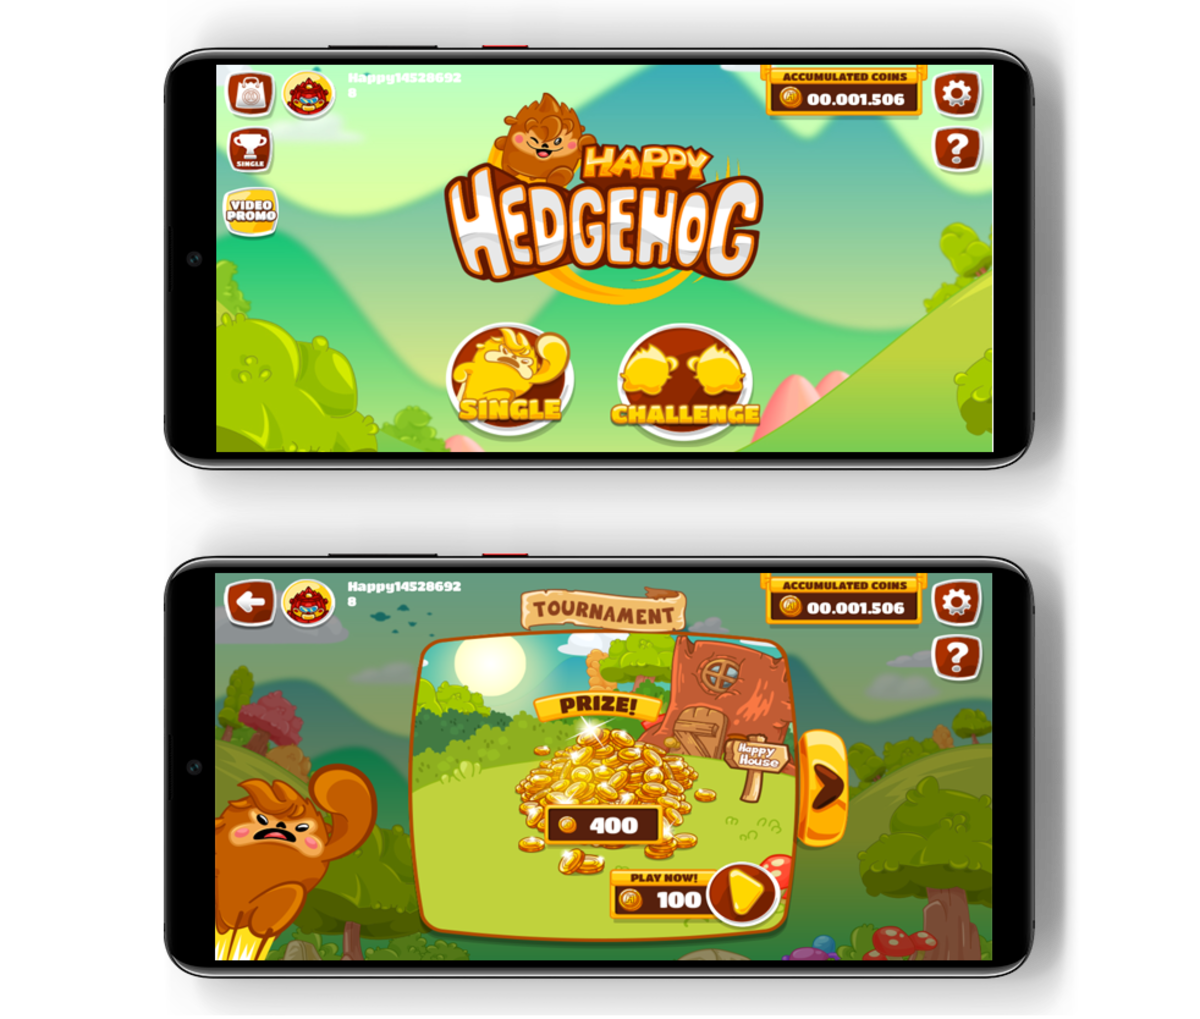 Happy14528692
8
ACCUMULATED COINS
00.001.506
SINGLE
?
VIDEO
PROMO
HAPPY
HEDGEHOG
SINGLE
CHALLENGE
Happy14528692
8
TOURNAMENT
ACCUMULATED COINS
00.001.506
?
PRIZE!
Happy
House
400
PLAY NOW!
100